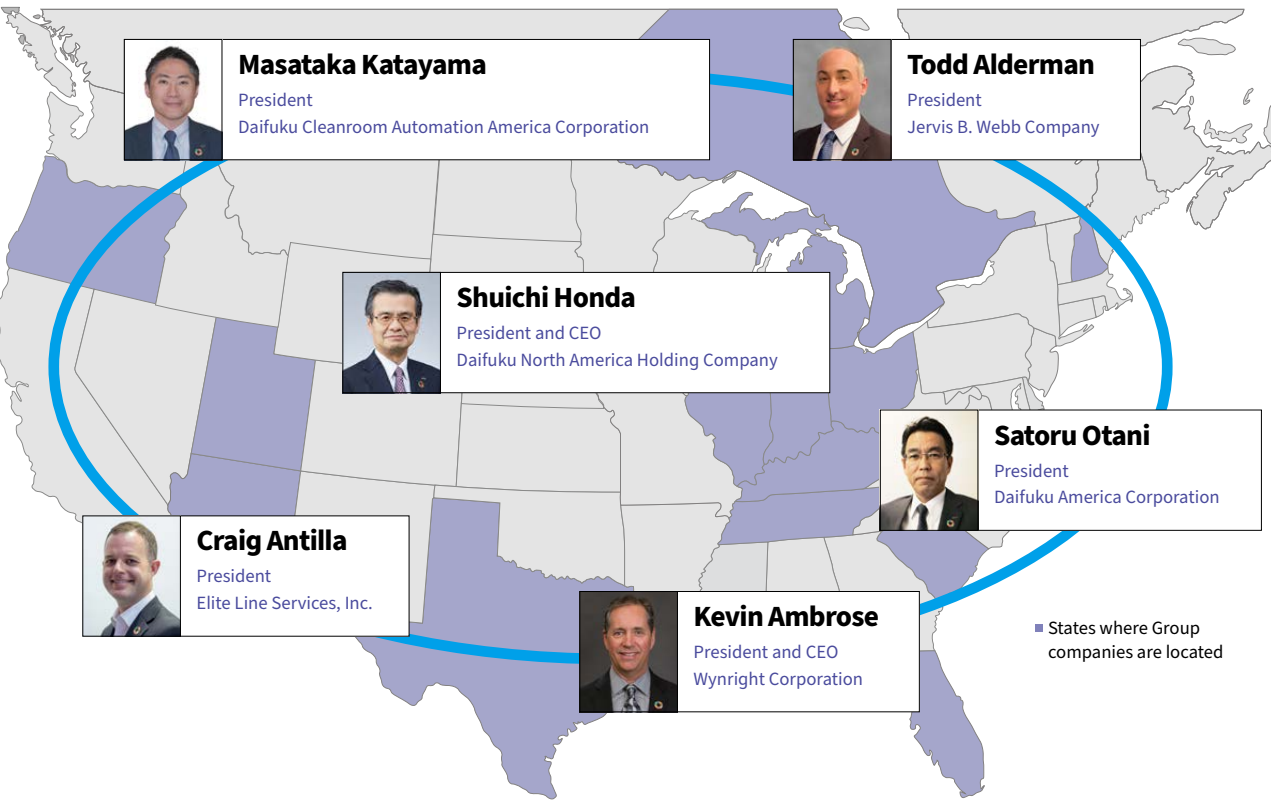 Masataka Katayama
President
Daifuku Cleanroom Automation America Corporation
Todd Alderman
President
Jervis B. Webb Company
Shuichi Honda
President and CEO
Daifuku North America Holding Company
Satoru Otani
President
Daifuku America Corporation
Craig Antilla
President
Elite Line Services, Inc.
Kevin Ambrose
President and CEO
Wynright Corporation
States where Group
companies are located